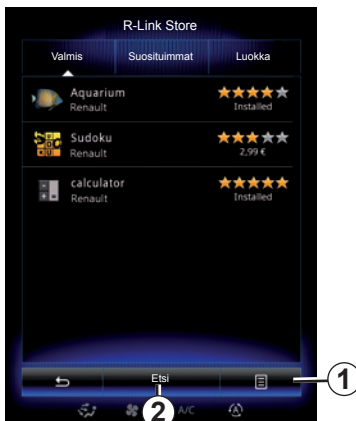 R-Link Store
Valmis Suosituimmat Luokka
Aquarium
Renault
Installed
Sudoku
Renault
2,99 €
calculator
Renault
Installed
Etsi
1
2
A/C
A